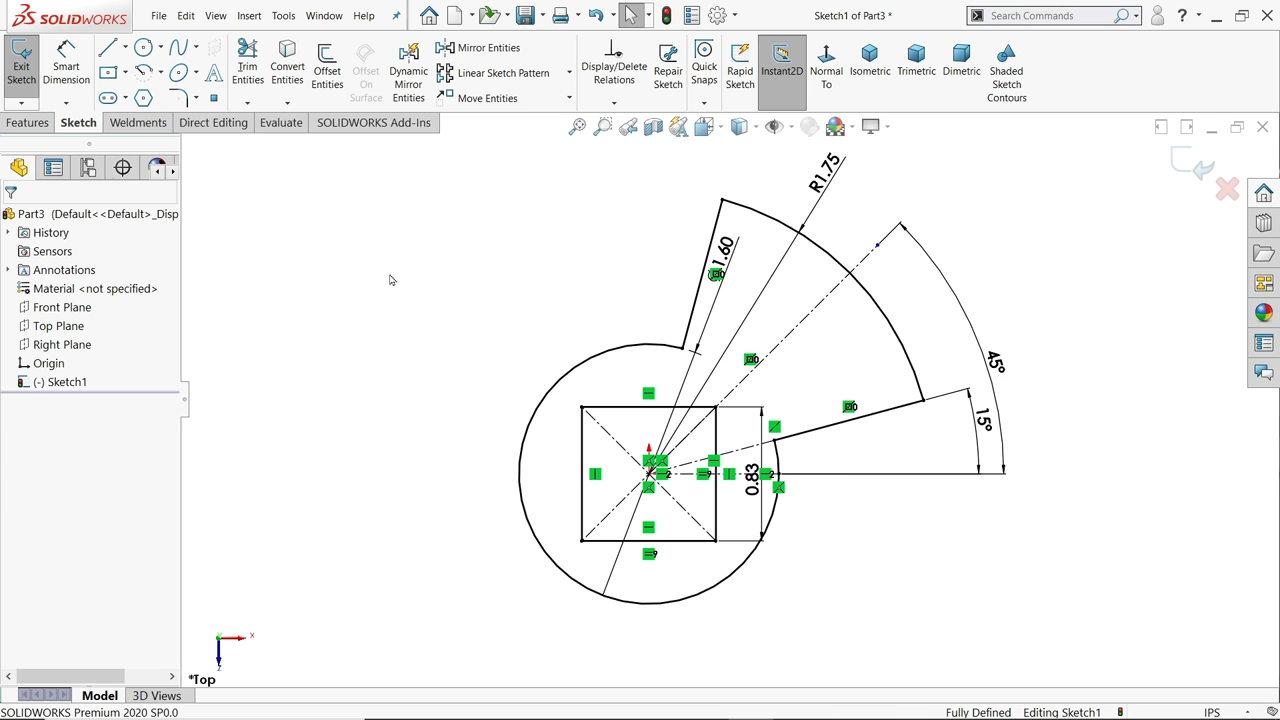 SOLIDWORKS
File Edit View Insert Tools Window Help
Sketch1 of Part3 *
Search Commands
?
Exit Sketch
Smart Dimension
Trim Entities
Convert Entities
Offset Entities
Offset On Surface
Dynamic Mirror Entities
Mirror Entities
Linear Sketch Pattern
Move Entities
Display/Delete Relations
Repair Sketch
Quick Snaps
Rapid Sketch
Instant2D
Normal To
Isometric
Trimetric
Dimetric
Shaded Sketch Contours
Features Sketch Weldments Direct Editing Evaluate SOLIDWORKS Add-Ins
Part3 (Default<<Default>_Disp
History
Sensors
Annotations
Material <not specified>
Front Plane
Top Plane
Right Plane
Origin
(-) Sketch1
R1.75
1.60
45°
15°
0.83
x
*Top
Model 3D Views
SOLIDWORKS Premium 2020 SP0.0
Fully Defined Editing Sketch1 IPS